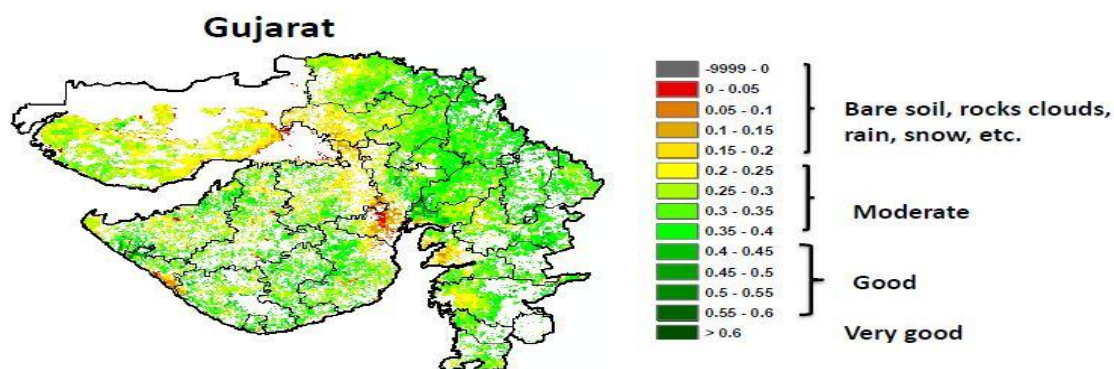 Gujarat
-9999 - 0
0 - 0.05
0.05 - 0.1
0.1 - 0.15
0.15 - 0.2
0.2 - 0.25
0.25 - 0.3
0.3 - 0.35
0.35 - 0.4
0.4 - 0.45
0.45 - 0.5
0.5 - 0.55
0.55 - 0.6
> 0.6
Bare soil, rocks clouds,
rain, snow, etc.
Moderate
Good
Very good